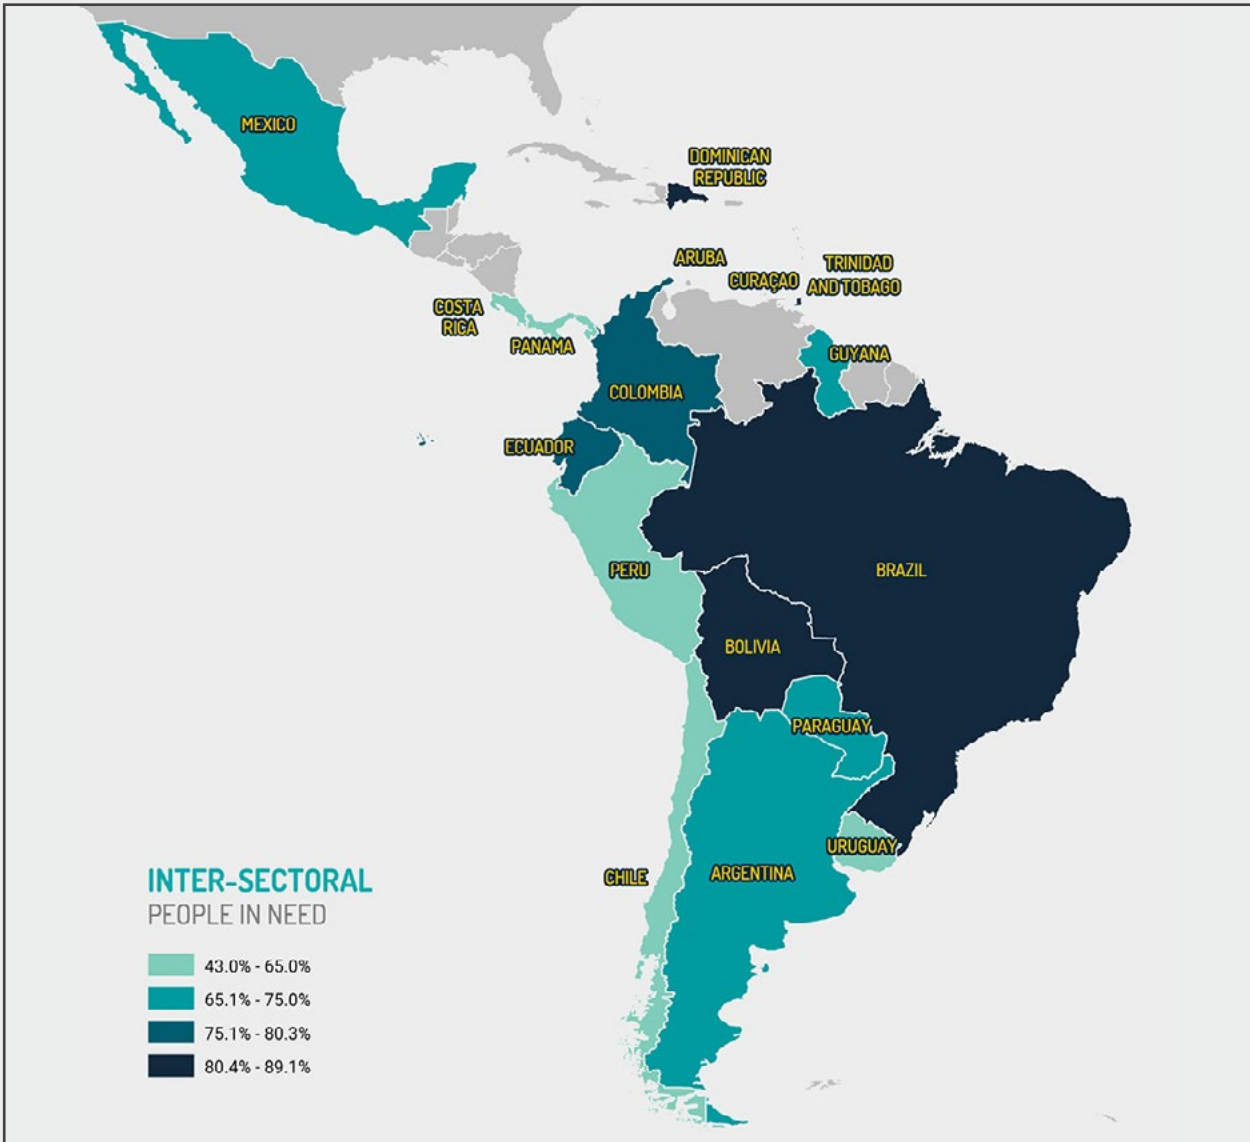 MEXICO
DOMINICAN
REPUBLIC
ARUBA
CURAÇAO
TRINIDAD
AND TOBAGO
COSTA
RICA
PANAMA
GUYANA
COLOMBIA
ECUADOR
PERU
BRAZIL
BOLIVIA
PARAGUAY
URUGUAY
CHILE
ARGENTINA
INTER-SECTORAL
PEOPLE IN NEED
43.0% - 65.0%
65.1% - 75.0%
75.1% - 80.3%
80.4% - 89.1%